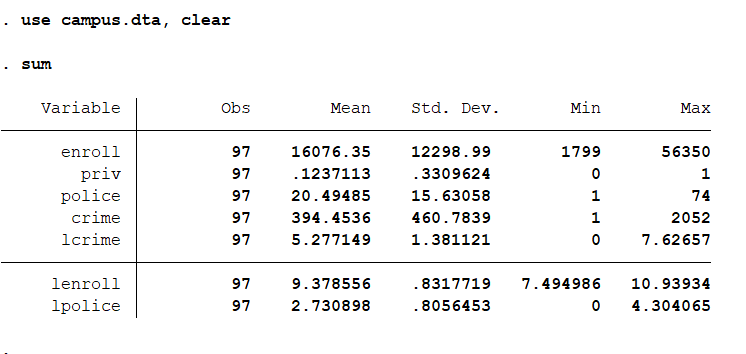 . use campus.dta, clear
. sum
Variable Obs Mean Std. Dev. Min Max
enroll 97 16076.35 12298.99 1799 56350
priv 97 .1237113 .3309624 0 1
police 97 20.49485 15.63058 1 74
crime 97 394.4536 460.7839 1 2052
lcrime 97 5.277149 1.381121 0 7.62657
lenroll 97 9.378556 .8317719 7.494986 10.93934
lpolice 97 2.730898 .8056453 0 4.304065
.